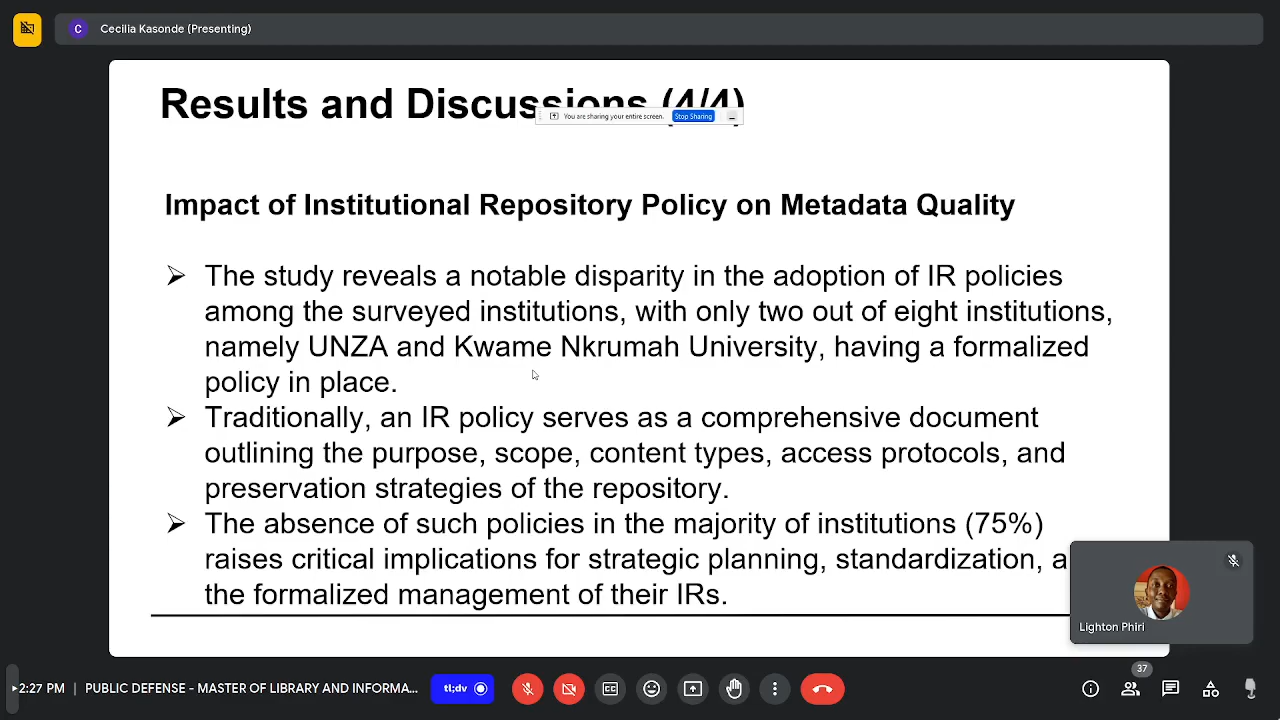 C Cecilia Kasonde (Presenting)
Results and Discussions (4/4)
You are sharing your entire screen. Stop Sharing
Impact of Institutional Repository Policy on Metadata Quality
The study reveals a notable disparity in the adoption of IR policies
among the surveyed institutions, with only two out of eight institutions,
namely UNZA and Kwame Nkrumah University, having a formalized
policy in place.
Traditionally, an IR policy serves as a comprehensive document
outlining the purpose, scope, content types, access protocols, and
preservation strategies of the repository.
The absence of such policies in the majority of institutions (75%)
raises critical implications for strategic planning, standardization, a
the formalized management of their IRs.
Lighton Phiri
37
2:27 PM | PUBLIC DEFENSE - MASTER OF LIBRARY AND INFORMA... tl;dv CC